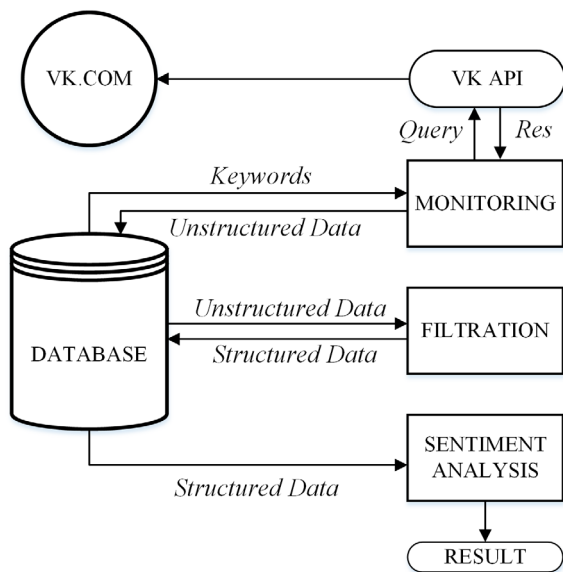 VK.COM
VK API
Query
Res
Keywords
MONITORING
Unstructured Data
Unstructured Data
FILTRATION
DATABASE
Structured Data
SENTIMENT
ANALYSIS
Structured Data
RESULT